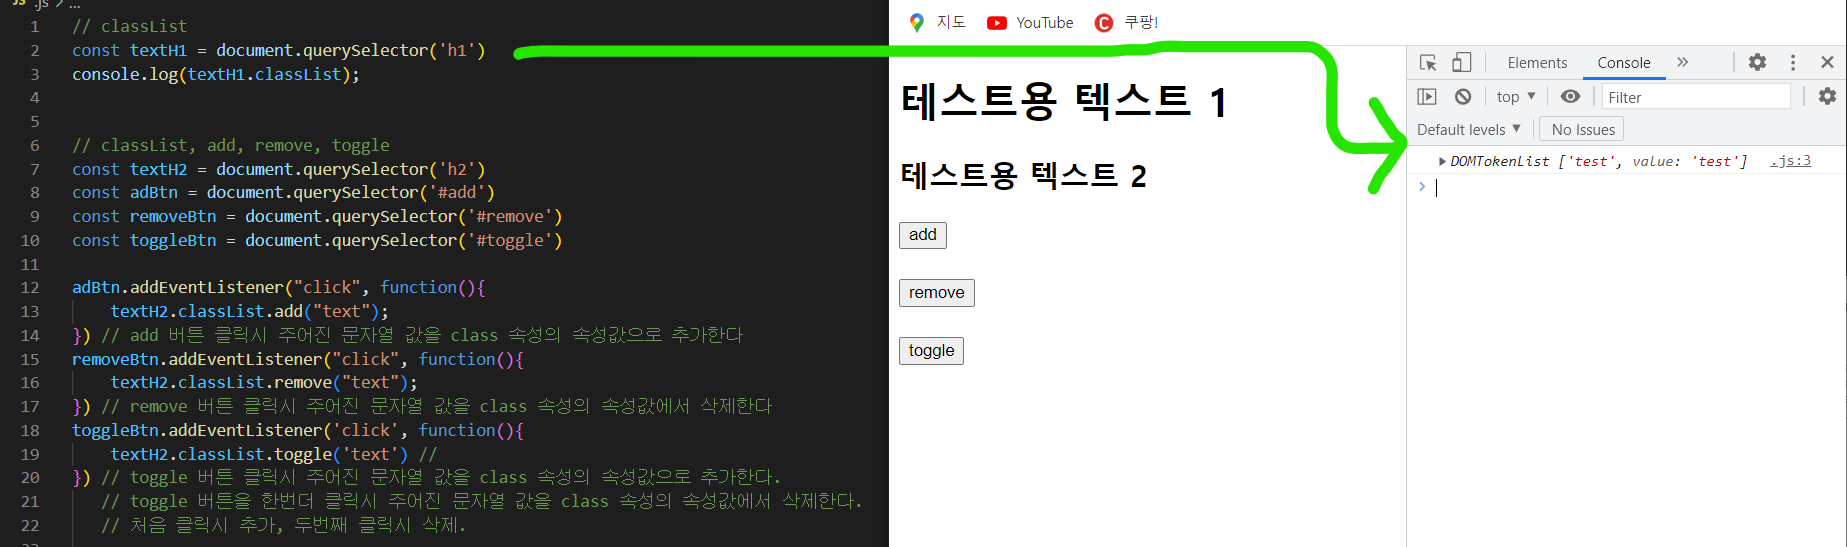 JS .js > ...
1 // classList
2 const textH1 = document.querySelector('h1')
3 console.log(textH1.classList);
4
5
6 // classList, add, remove, toggle
7 const textH2 = document.querySelector('h2')
8 const adBtn = document.querySelector('#add')
9 const removeBtn = document.querySelector('#remove')
10 const toggleBtn = document.querySelector('#toggle')
11
12 adBtn.addEventListener("click", function(){
13 textH2.classList.add("text");
14 }) // add 버튼 클릭시 주어진 문자열 값을 class 속성의 속성값으로 추가한다
15 removeBtn.addEventListener("click", function(){
16 textH2.classList.remove("text");
17 }) // remove 버튼 클릭시 주어진 문자열 값을 class 속성의 속성값에서 삭제한다
18 toggleBtn.addEventListener('click', function(){
19 textH2.classList.toggle('text') //
20 }) // toggle 버튼 클릭시 주어진 문자열 값을 class 속성의 속성값으로 추가한다.
21 // toggle 버튼을 한번더 클릭시 주어진 문자열 값을 class 속성의 속성값에서 삭제한다.
22 // 처음 클릭시 추가, 두번째 클릭시 삭제.
지도 YouTube C 쿠팡!
테스트용 텍스트 1
테스트용 텍스트 2
add
remove
toggle
Elements Console »
top Filter
Default levels No Issues
DOMTokenList ['test', value: 'test'] .js:3
>